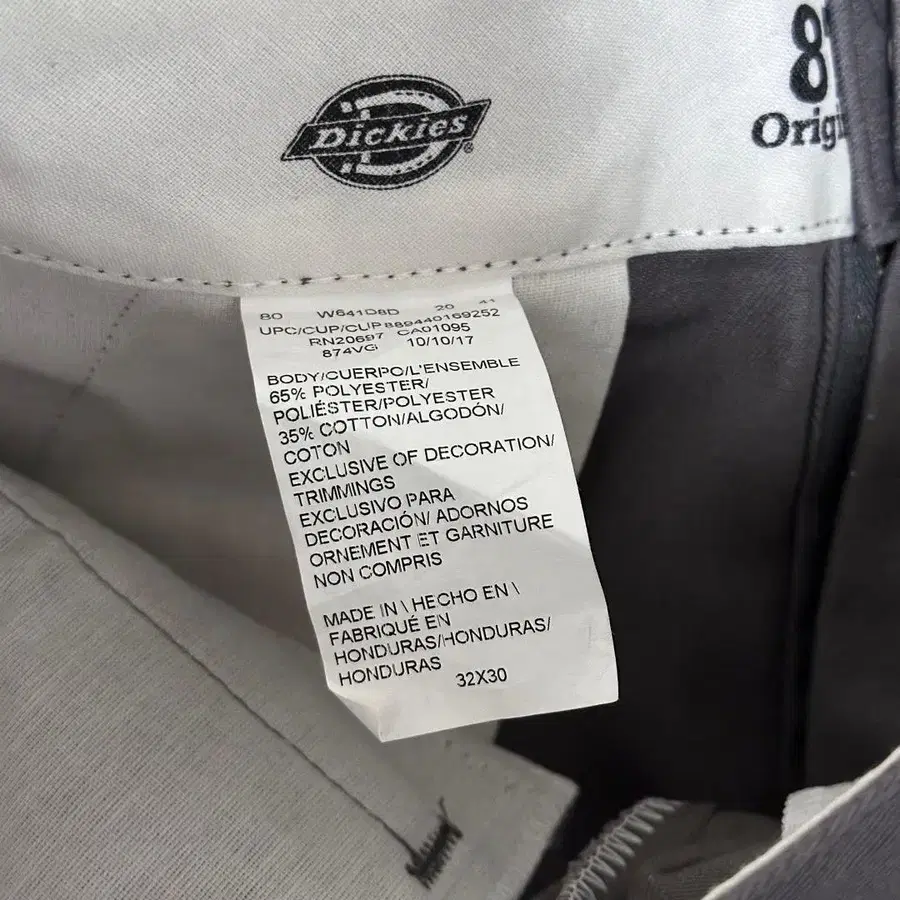 Dickies®
8
Orig
80 W641D8D 20 41
UPC/CUP/CUP 889440169252
RN20697 CA01095
874VG 10/10/17
BODY/CUERPO/L'ENSEMBLE
65% POLYESTER/
POLIÉSTER/POLYESTER
35% COTTON/ALGODÓN/
COTON
EXCLUSIVE OF DECORATION/
TRIMMINGS
EXCLUSIVO PARA
DECORACIÓN/ ADORNOS
ORNEMENT ET GARNITURE
NON COMPRIS
MADE IN \ HECHO EN \
FABRIQUÉ EN
HONDURAS/HONDURAS/
HONDURAS
32X30